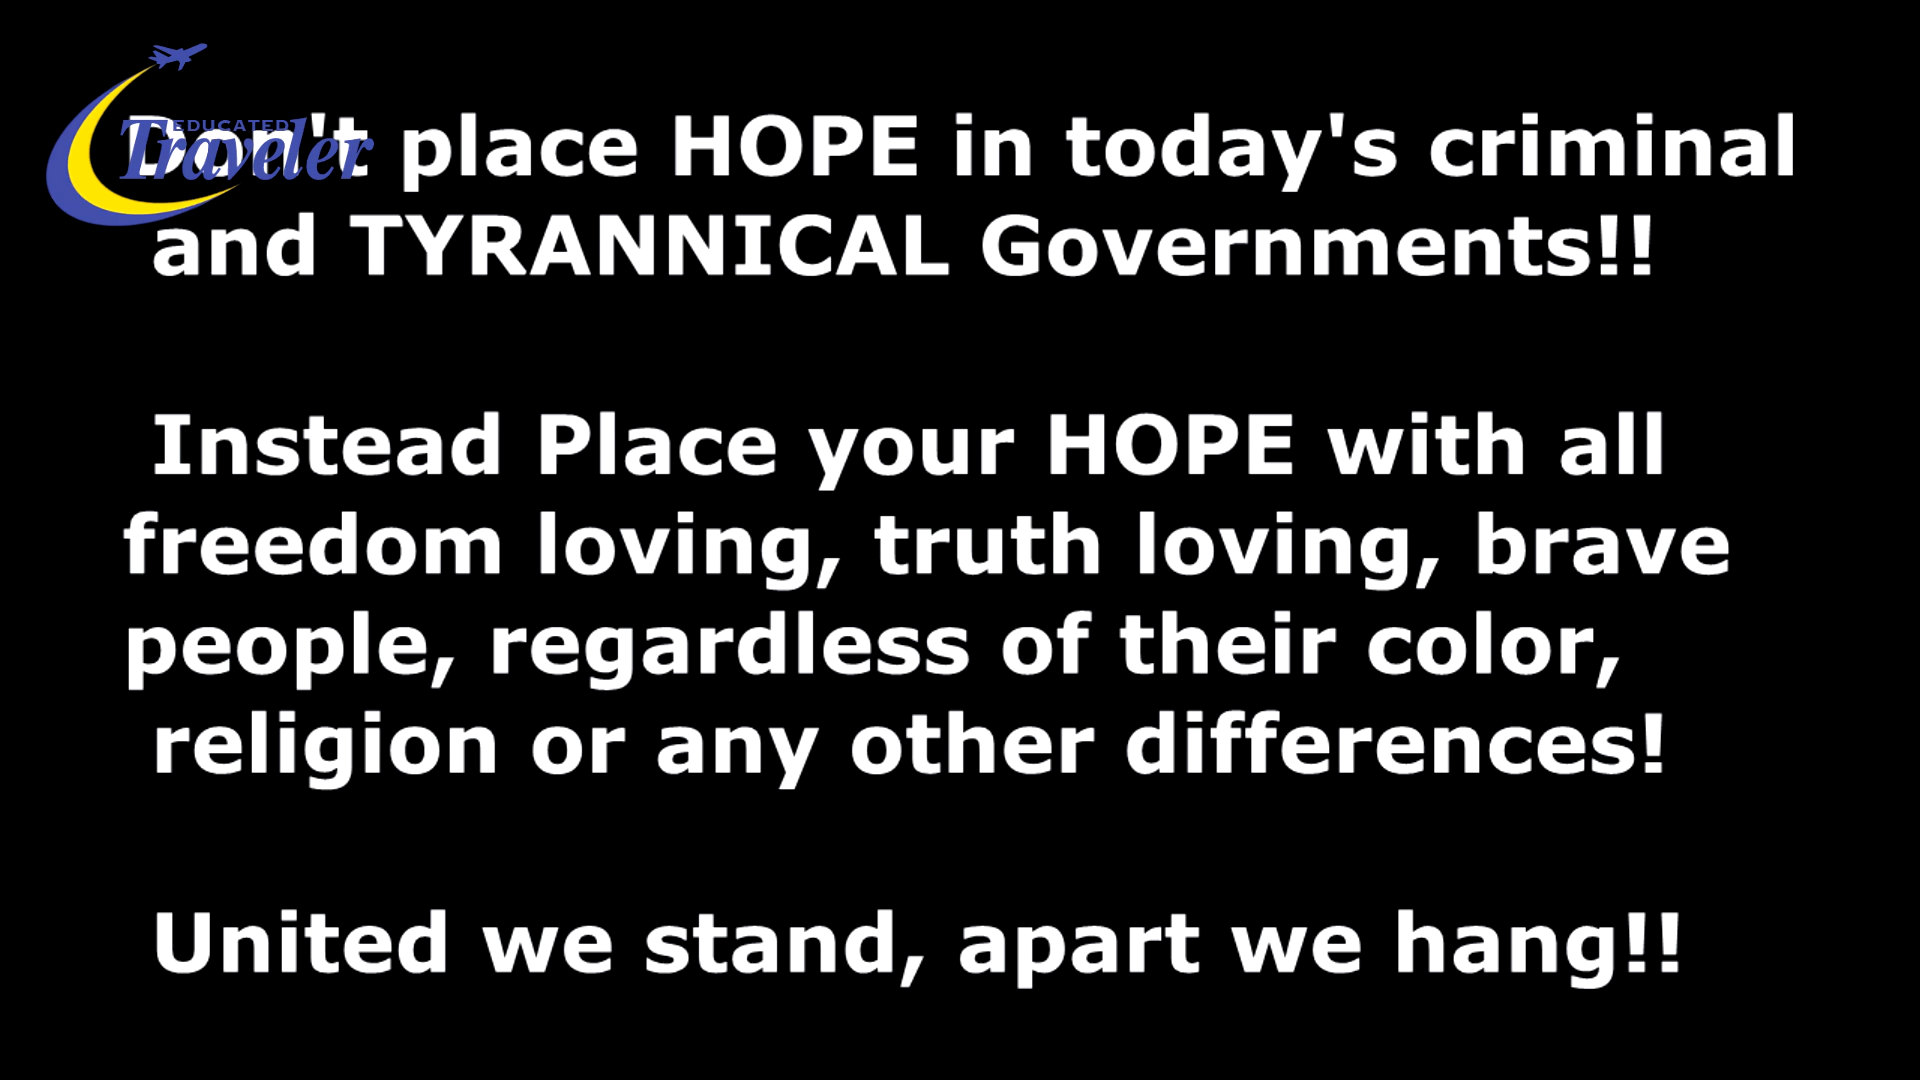 EDUCATED
Traveler
Don't place HOPE in today's criminal
and TYRANNICAL Governments!!
Instead Place your HOPE with all
freedom loving, truth loving, brave
people, regardless of their color,
religion or any other differences!
United we stand, apart we hang!!